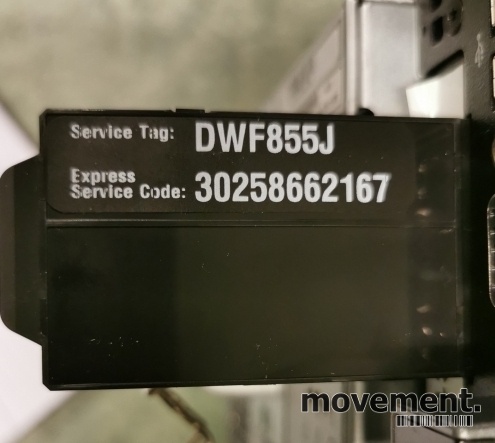 Service Tag: DWF855J
Express
Service Code: 30258662167
movement.